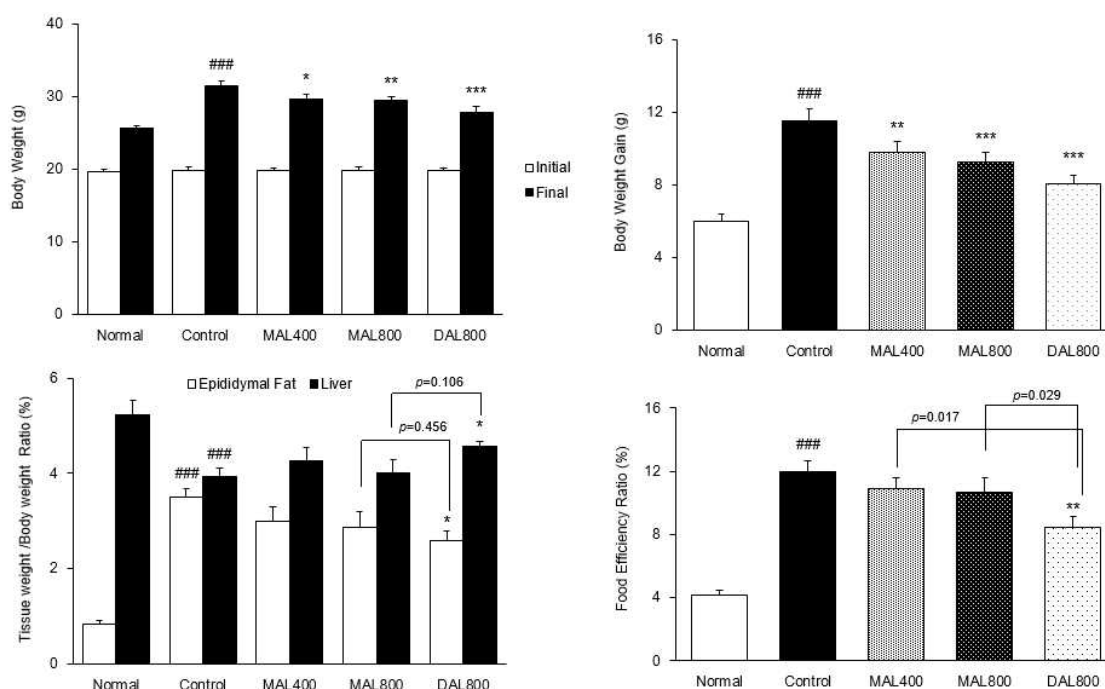 Body Weight (g)
40
30
20
10
0
###
*
**
***
Initial
Final
Normal Control MAL400 MAL800 DAL800
Body Weight Gain (g)
16
12
8
4
0
###
**
***
***
Normal Control MAL400 MAL800 DAL800
Tissue weight /Body weight Ratio (%)
6
4
2
0
Epididymal Fat Liver
p=0.106
p=0.456
###
###
*
*
Normal Control MAL400 MAL800 DAL800
Food Efficiency Ratio (%)
16
12
8
4
0
p=0.029
p=0.017
###
**
Normal Control MAL400 MAL800 DAL800